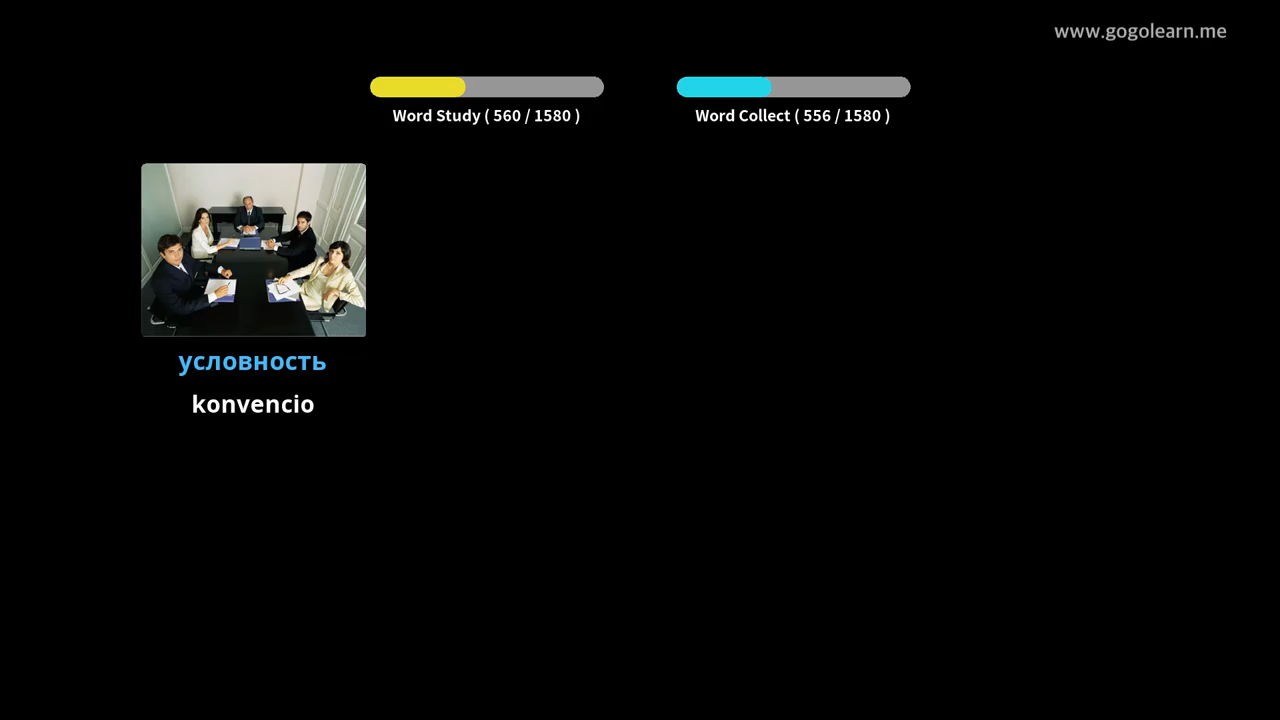 www.gogolearn.me
Word Study ( 560 / 1580 )
Word Collect ( 556 / 1580 )
условность
konvencio